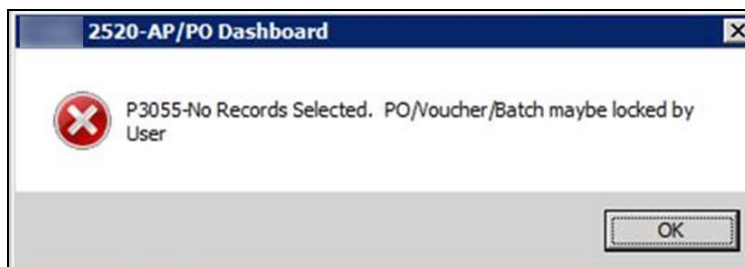 2520-AP/PO Dashboard
P3055-No Records Selected. PO/Voucher/Batch maybe locked by
User
OK